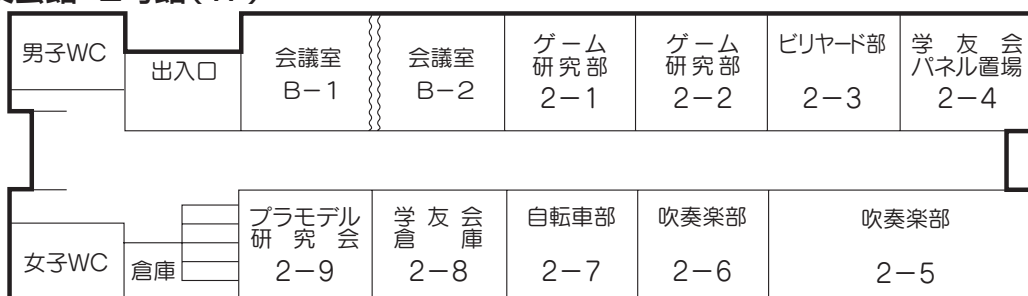 男子WC
出入口
会議室
B−1
会議室
B−2
ゲーム
研究部
2−1
ゲーム
研究部
2−2
ビリヤード部
2−3
学友会
パネル置場
2−4
女子WC
倉庫
プラモデル
研究会
2−9
学友会
倉庫
2−8
自転車部
2−7
吹奏楽部
2−6
吹奏楽部
2−5